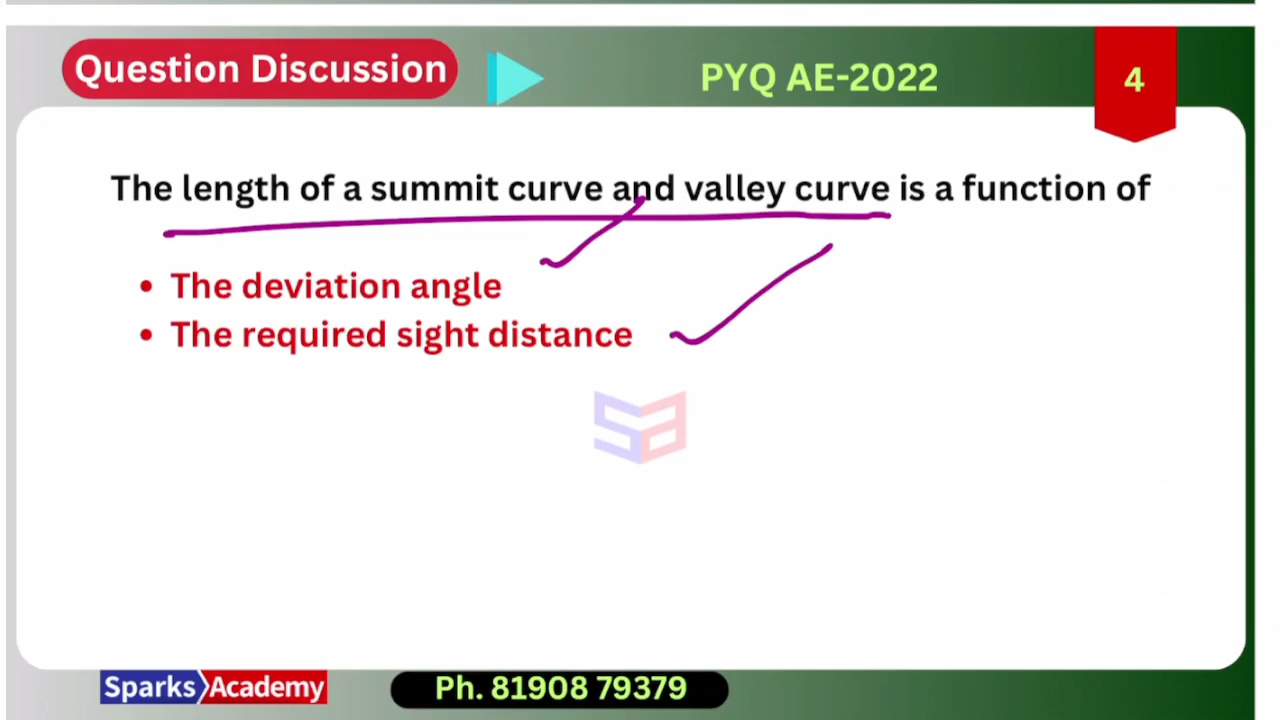 Question Discussion
PYQ AE-2022
4
The length of a summit curve and valley curve is a function of
• The deviation angle
• The required sight distance
Sparks Academy
Ph. 81908 79379